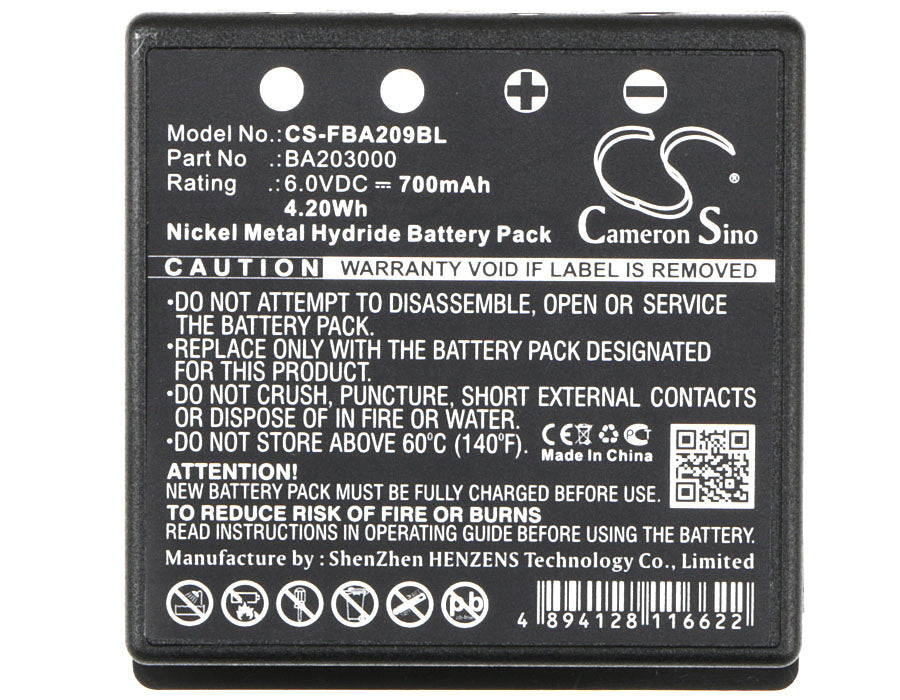 Model No.:CS-FBA209BL
Part No .:BA203000
Rating .:6.0VDC ⎓ 700mAh
4.20Wh
Nickel Metal Hydride Battery Pack
CS
®
Cameron Sino
CAUTION WARRANTY VOID IF LABEL IS REMOVED
•DO NOT ATTEMPT TO DISASSEMBLE, OPEN OR SERVICE
THE BATTERY PACK.
•REPLACE ONLY WITH THE BATTERY PACK DESIGNATED
FOR THIS PRODUCT.
•DO NOT CRUSH, PUNCTURE, SHORT EXTERNAL CONTACTS
OR DISPOSE OF IN FIRE OR WATER.
•DO NOT STORE ABOVE 60°C (140°F).
CE
Made In China
ATTENTION!
NEW BATTERY PACK MUST BE FULLY CHARGED BEFORE USE.
TO REDUCE RISK OF FIRE OR BURNS
READ INSTRUCTIONS IN OPERATING GUIDE BEFORE USING THE BATTERY.
Manufacture by : ShenZhen HENZENS Technology Co., Limited
Pb
4 894128 116622